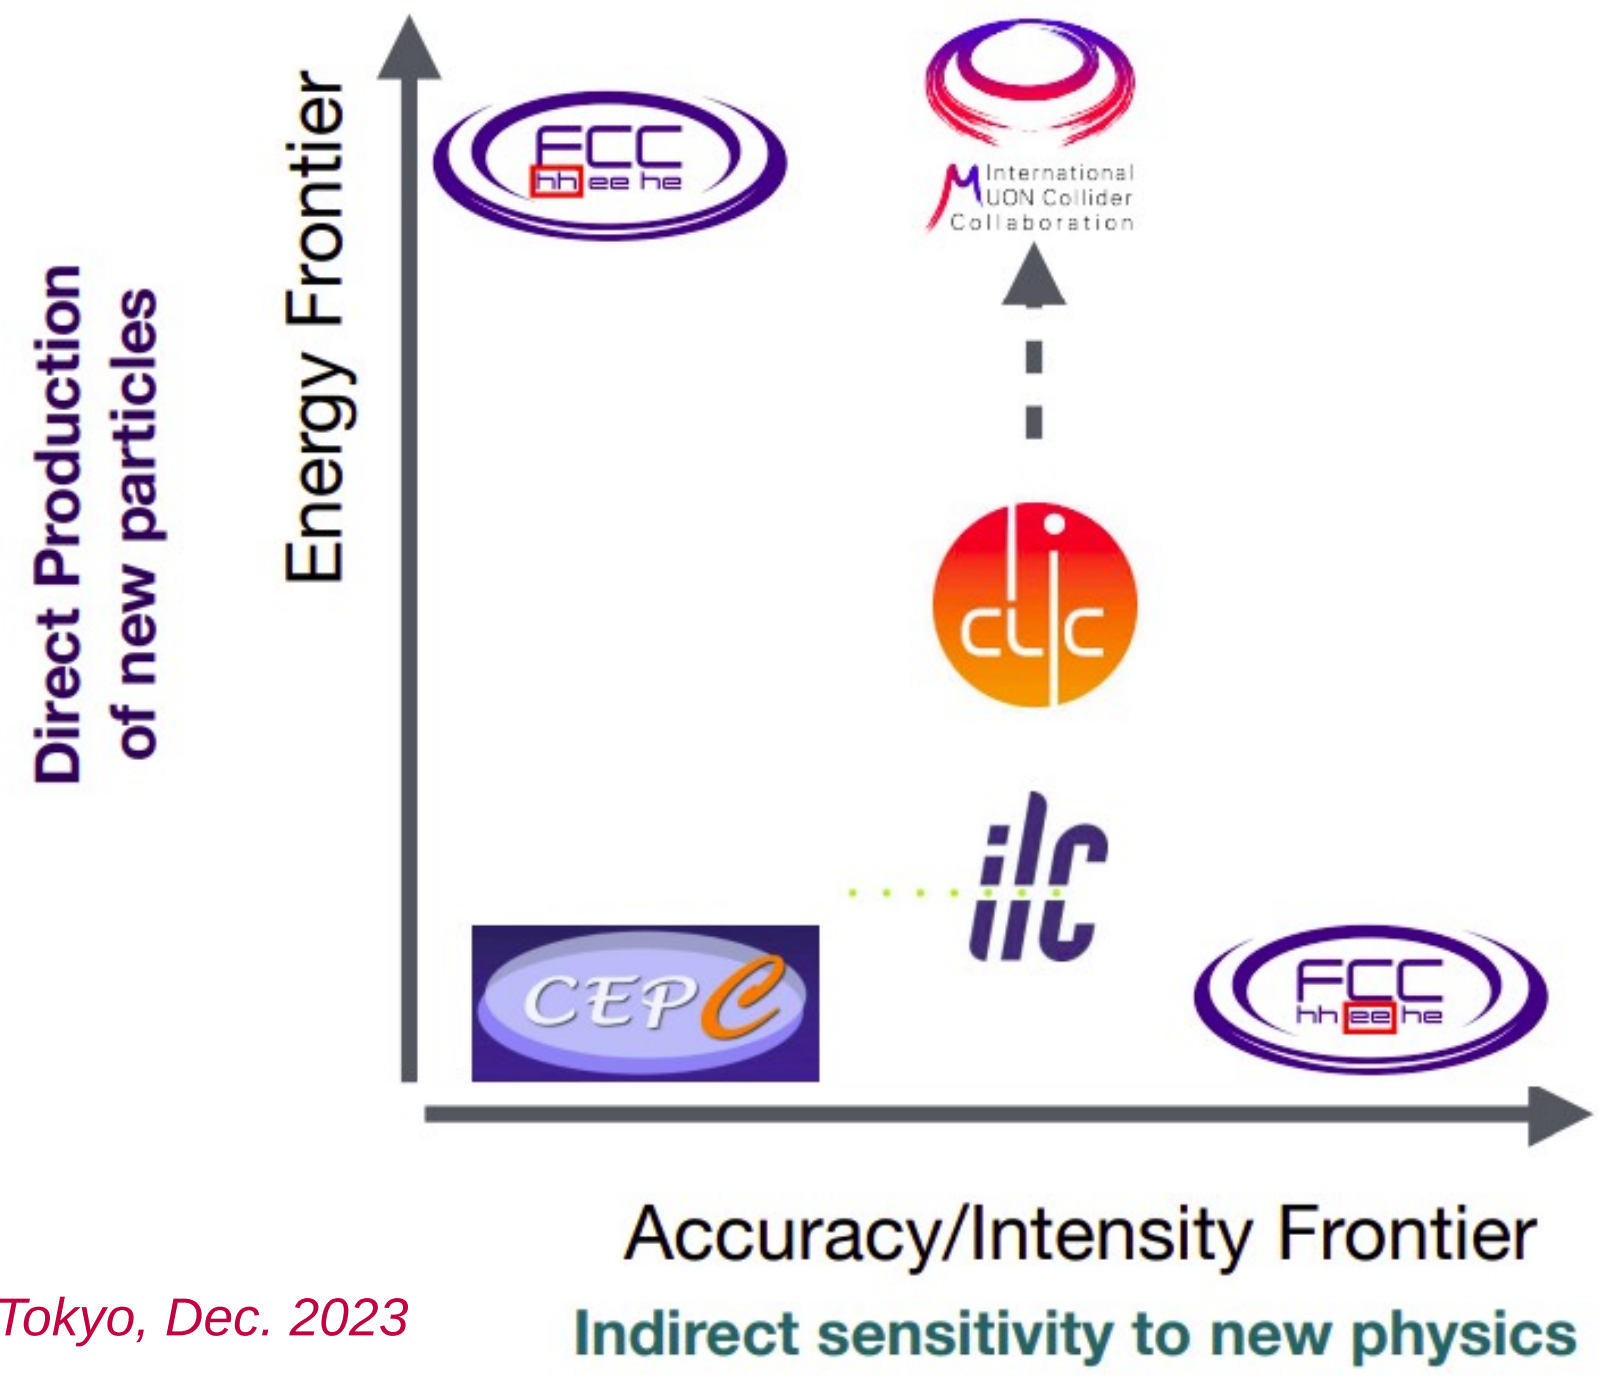 Direct Production
of new particles
Energy Frontier
FCC
hh ee he
International
MUON Collider
Collaboration
clic
ilc
CEPC
FCC
hh ee he
Accuracy/Intensity Frontier
Indirect sensitivity to new physics
Tokyo, Dec. 2023